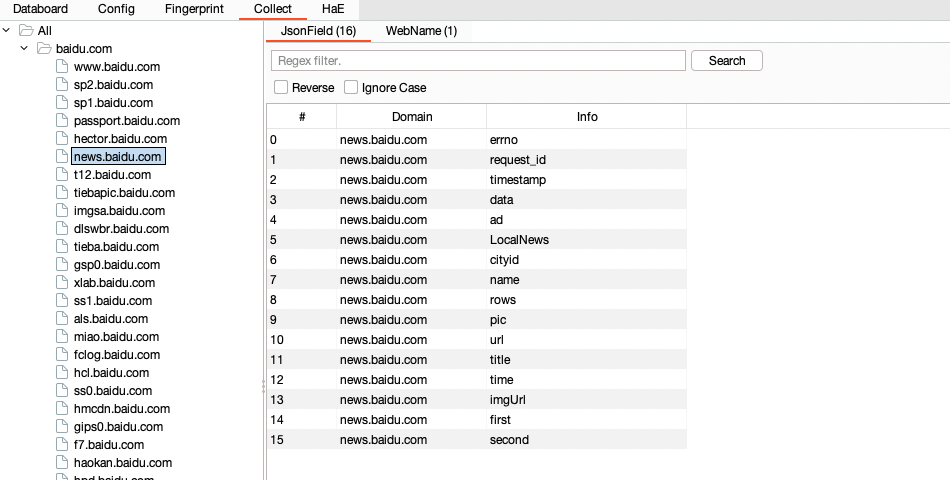 Databoard Config Fingerprint Collect HaE
All
baidu.com
www.baidu.com
sp2.baidu.com
sp1.baidu.com
passport.baidu.com
hector.baidu.com
news.baidu.com
t12.baidu.com
tiebapic.baidu.com
imgsa.baidu.com
dlswbr.baidu.com
tieba.baidu.com
gsp0.baidu.com
xlab.baidu.com
ss1.baidu.com
als.baidu.com
miao.baidu.com
fclog.baidu.com
hcl.baidu.com
ss0.baidu.com
hmcdn.baidu.com
gips0.baidu.com
f7.baidu.com
haokan.baidu.com
JsonField (16) WebName (1)
Regex filter. Search
Reverse Ignore Case
# Domain Info
0 news.baidu.com errno
1 news.baidu.com request_id
2 news.baidu.com timestamp
3 news.baidu.com data
4 news.baidu.com ad
5 news.baidu.com LocalNews
6 news.baidu.com cityid
7 news.baidu.com name
8 news.baidu.com rows
9 news.baidu.com pic
10 news.baidu.com url
11 news.baidu.com title
12 news.baidu.com time
13 news.baidu.com imgUrl
14 news.baidu.com first
15 news.baidu.com second